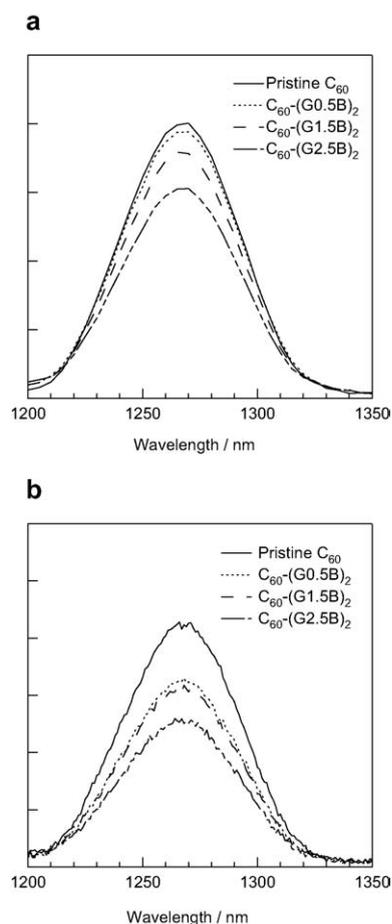 a
Pristine C₆₀
C₆₀-(G0.5B)₂
C₆₀-(G1.5B)₂
C₆₀-(G2.5B)₂
1200 1250 1300 1350
Wavelength / nm
b
Pristine C₆₀
C₆₀-(G0.5B)₂
C₆₀-(G1.5B)₂
C₆₀-(G2.5B)₂
1200 1250 1300 1350
Wavelength / nm